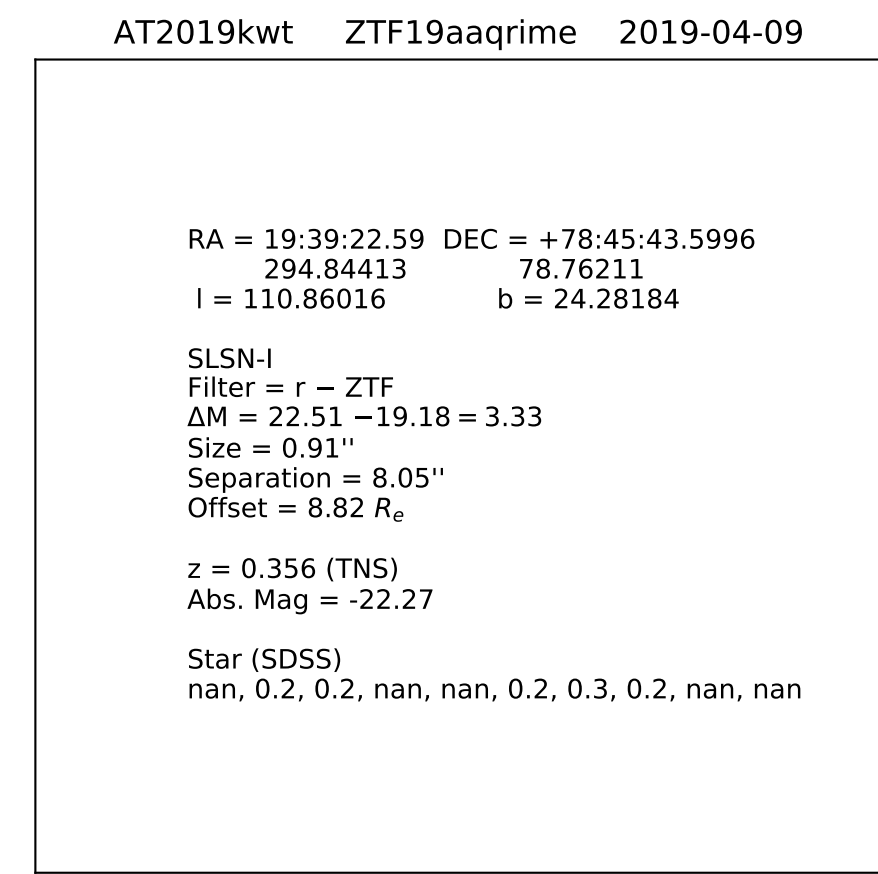 AT2019kwt ZTF19aaqrime 2019-04-09
RA = 19:39:22.59 DEC = +78:45:43.5996
294.84413 78.76211
l = 110.86016 b = 24.28184
SLSN-I
Filter = r − ZTF
ΔM = 22.51 −19.18 = 3.33
Size = 0.91''
Separation = 8.05''
Offset = 8.82 Rₑ
z = 0.356 (TNS)
Abs. Mag = -22.27
Star (SDSS)
nan, 0.2, 0.2, nan, nan, 0.2, 0.3, 0.2, nan, nan